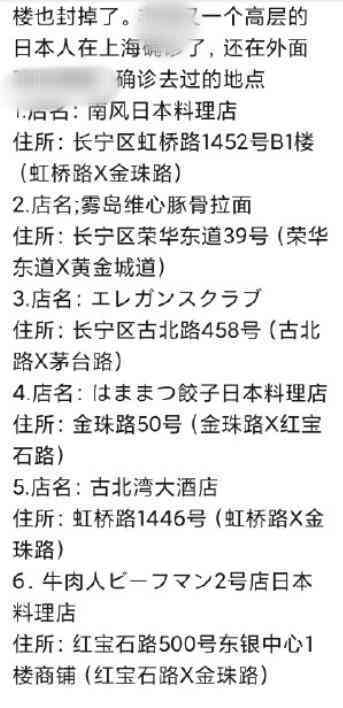 楼也封掉了。 又一个高层的
日本人在上海确诊了，还在外面
确诊去过的地点
1.店名：南风日本料理店
住所：长宁区虹桥路1452号B1楼
（虹桥路X金珠路）
2.店名;雾岛维心豚骨拉面
住所：长宁区荣华东道39号（荣华
东道X黄金城道）
3.店名：エレガンスクラブ
住所：长宁区古北路458号（古北
路X茅台路）
4.店名：はままつ餃子日本料理店
住所：金珠路50号（金珠路X红宝
石路）
5.店名：古北湾大酒店
住所：虹桥路1446号（虹桥路X金
珠路）
6. 牛肉人ビーフマン2号店日本
料理店
住所：红宝石路500号东银中心1
楼商铺（红宝石路X金珠路）